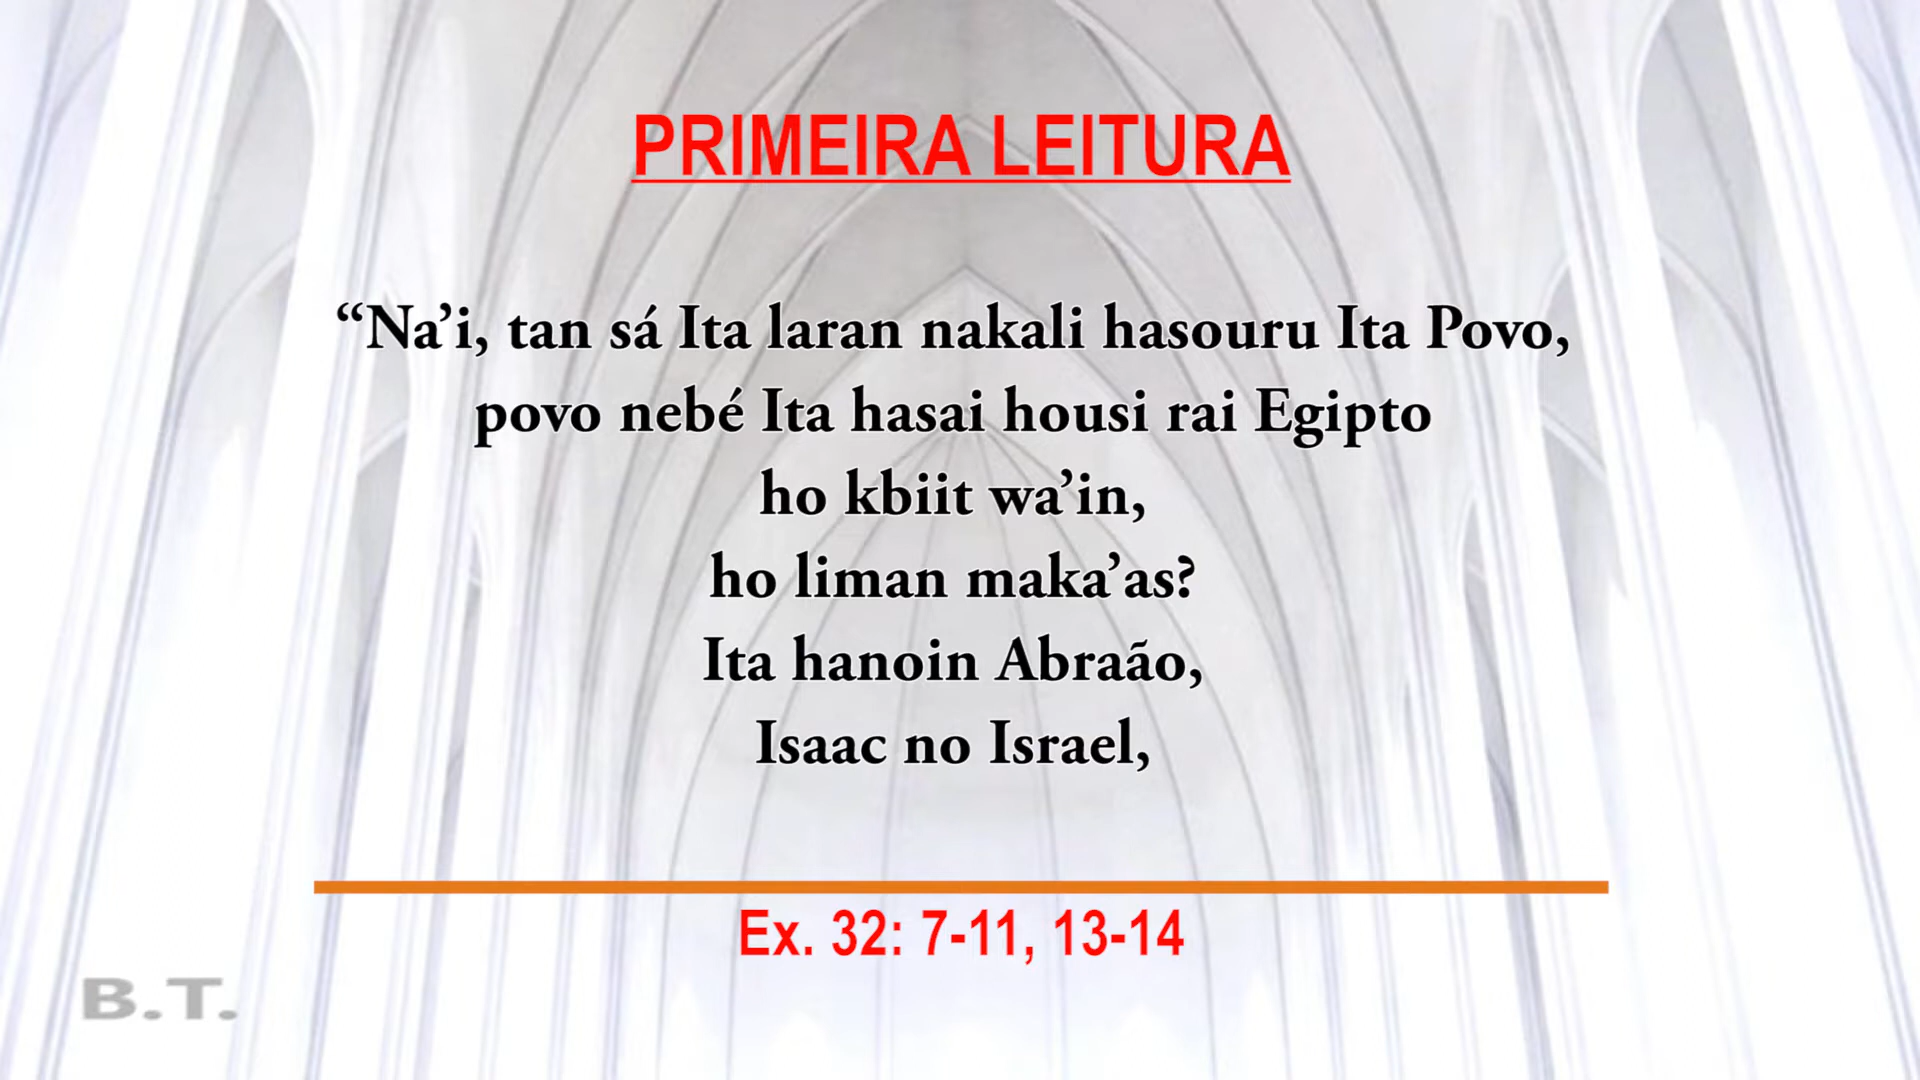 PRIMEIRA LEITURA
“Na’i, tan sá Ita laran nakali hasouru Ita Povo,
povo nebé Ita hasai housi rai Egipto
ho kbiit wa’in,
ho liman maka’as?
Ita hanoin Abraão,
Isaac no Israel,
Ex. 32: 7-11, 13-14
B.T.